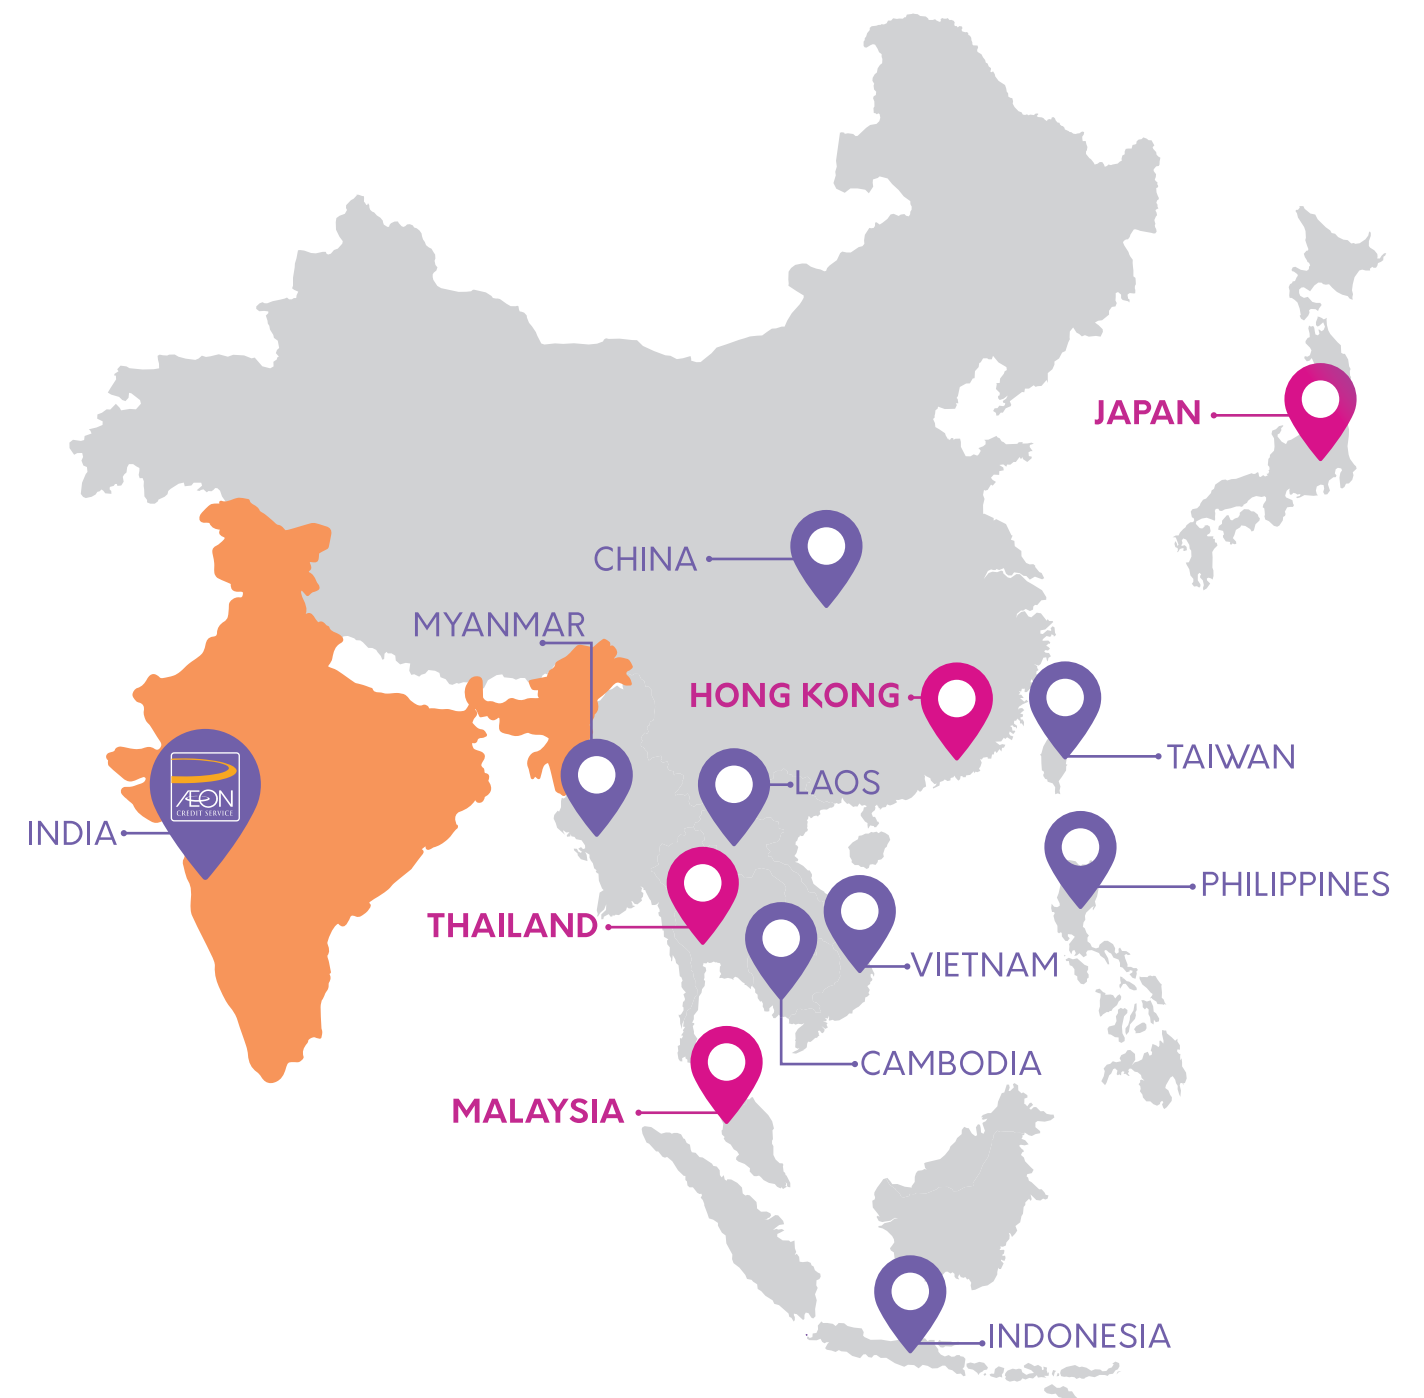 JAPAN
CHINA
MYANMAR
HONG KONG
TAIWAN
LAOS
ÆON
CREDIT SERVICE
INDIA
PHILIPPINES
THAILAND
VIETNAM
CAMBODIA
MALAYSIA
INDONESIA